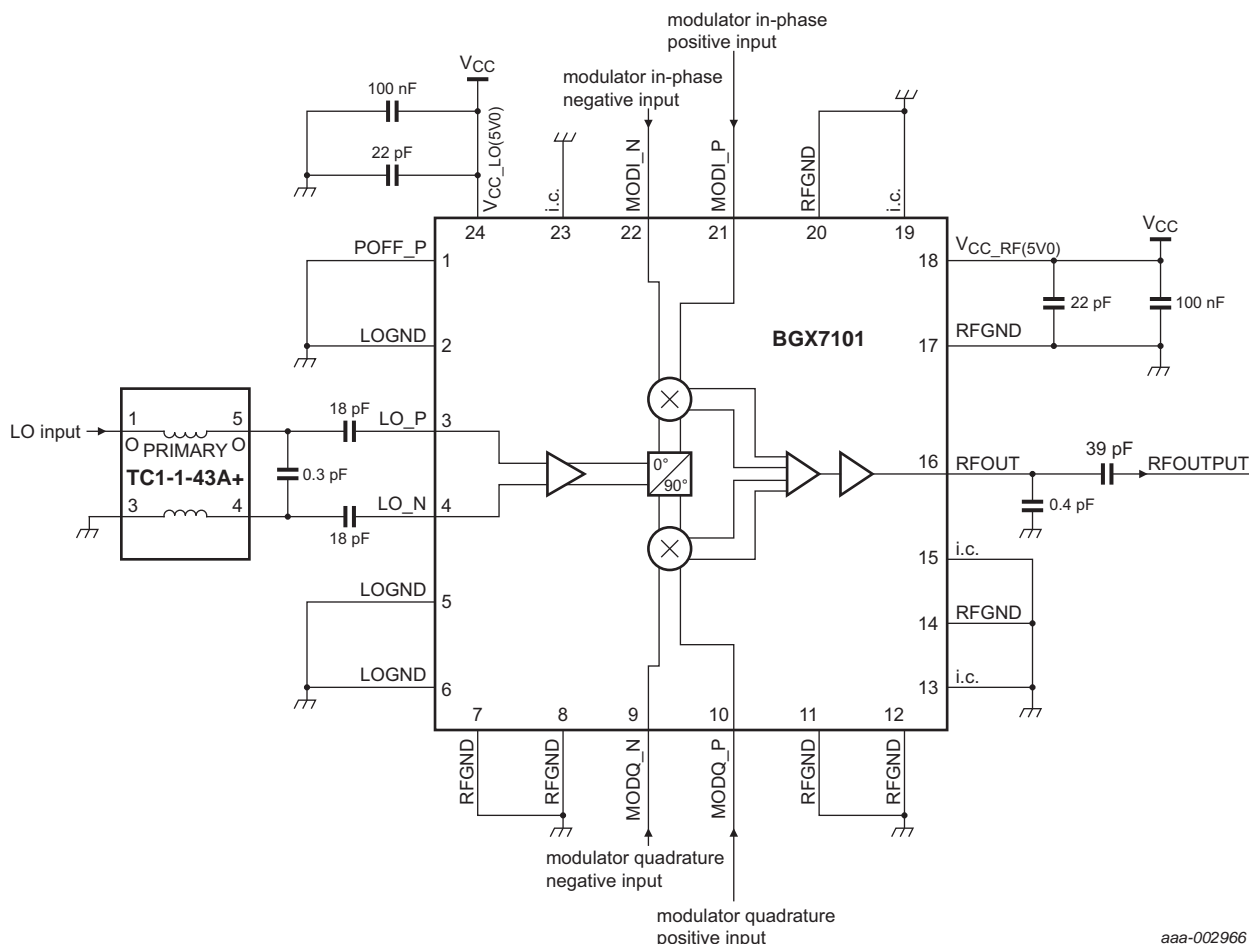 modulator in-phase
positive input
modulator in-phase
negative input
VCC
100 nF
22 pF
VCC_LO(5V0)
i.c.
MODI_N
MODI_P
RFGND
i.c.
24
23
22
21
20
19
POFF_P
1
LOGND
2
BGX7101
18
VCC_RF(5V0)
VCC
22 pF
100 nF
17
RFGND
LO input
1
5
O PRIMARY O
TC1-1-43A+
3
4
0.3 pF
18 pF
LO_P
3
LO_N
4
18 pF
0°
90°
16
RFOUT
39 pF
RFOUTPUT
0.4 pF
LOGND
5
LOGND
6
15
i.c.
14
RFGND
13
i.c.
7
8
9
10
11
12
RFGND
RFGND
MODQ_N
MODQ_P
RFGND
RFGND
modulator quadrature
negative input
modulator quadrature
positive input
aaa-002966